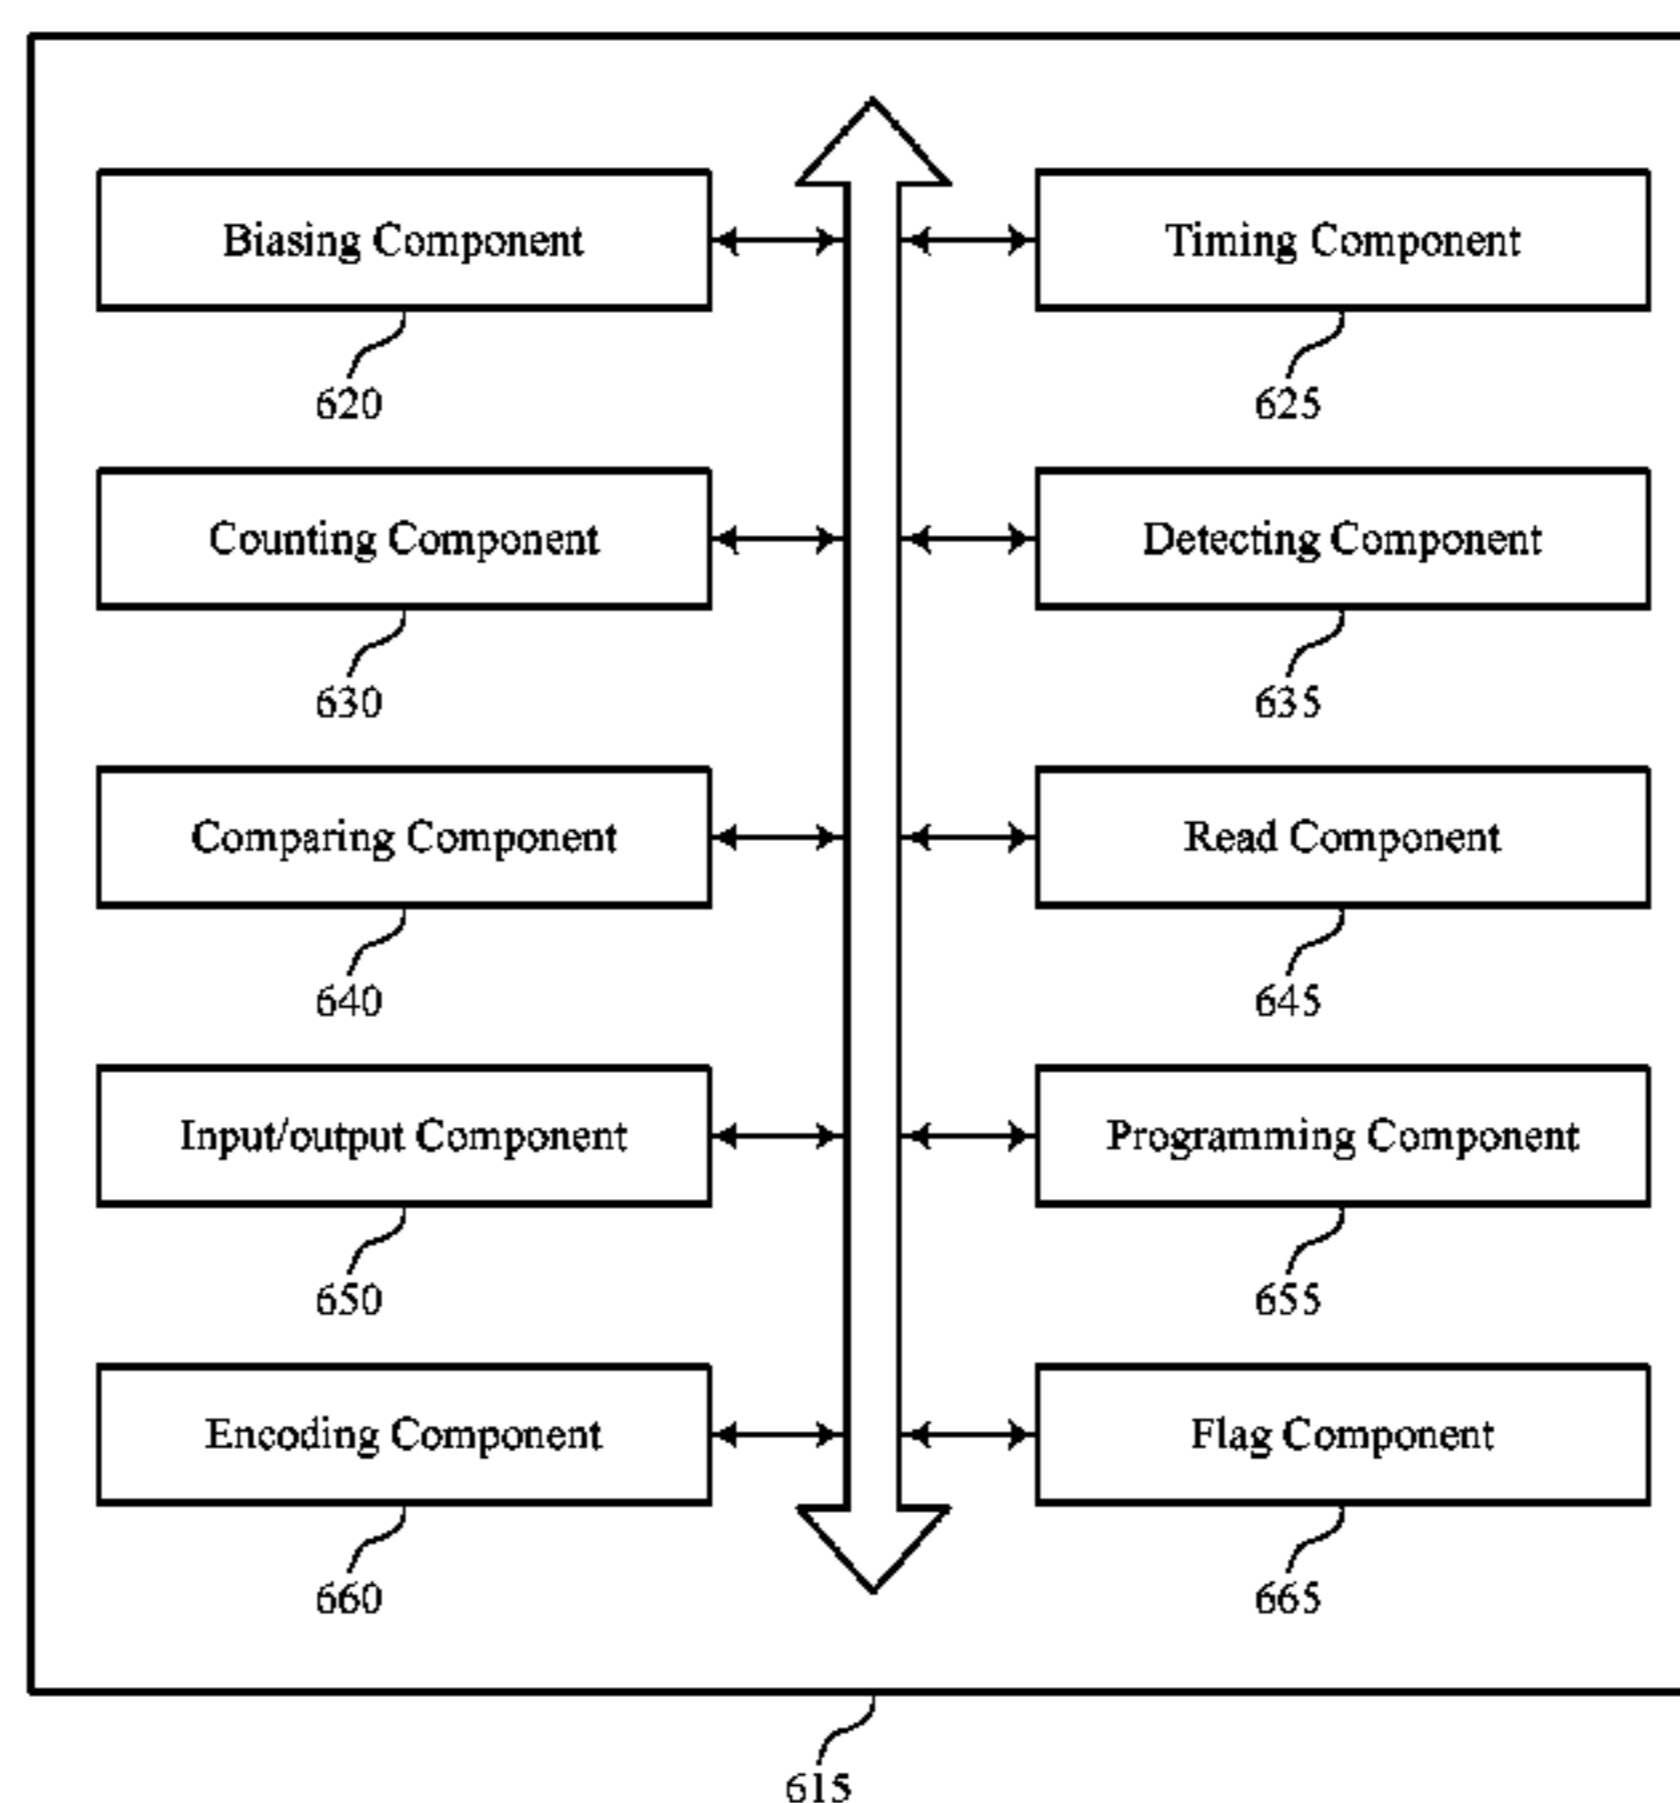 Biasing Component
Timing Component
620
625
Counting Component
Detecting Component
630
635
Comparing Component
Read Component
640
645
Input/output Component
Programming Component
650
655
Encoding Component
Flag Component
660
665
615